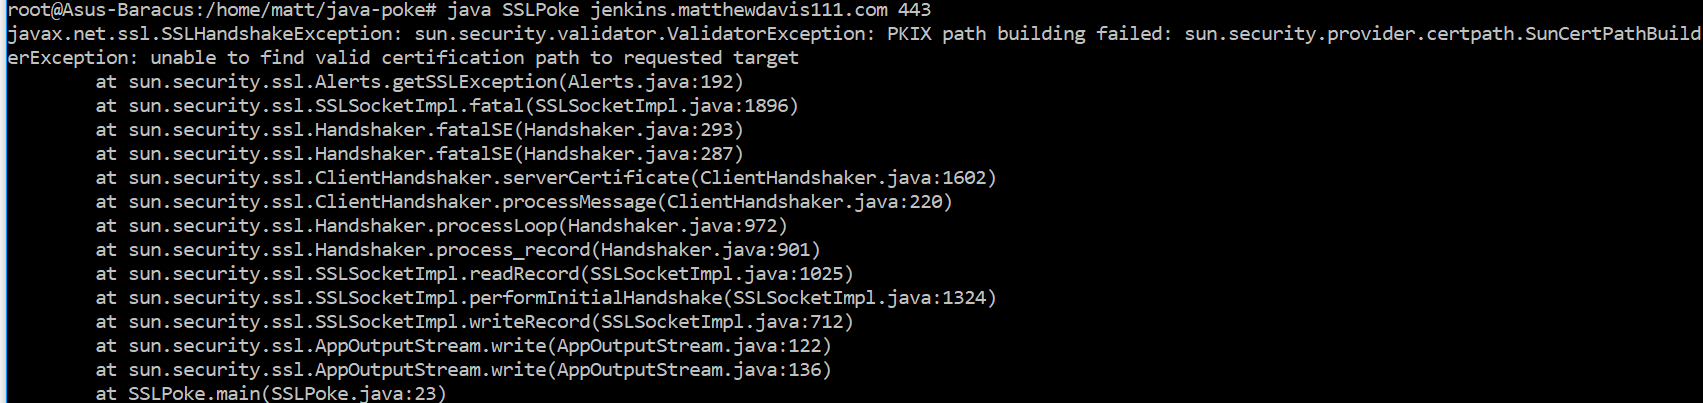 root@Asus-Baracus:/home/matt/java-poke# java SSLPoke jenkins.matthewdavis111.com 443
javax.net.ssl.SSLHandshakeException: sun.security.validator.ValidatorException: PKIX path building failed: sun.security.provider.certpath.SunCertPathBuild
erException: unable to find valid certification path to requested target
        at sun.security.ssl.Alerts.getSSLException(Alerts.java:192)
        at sun.security.ssl.SSLSocketImpl.fatal(SSLSocketImpl.java:1896)
        at sun.security.ssl.Handshaker.fatalSE(Handshaker.java:293)
        at sun.security.ssl.Handshaker.fatalSE(Handshaker.java:287)
        at sun.security.ssl.ClientHandshaker.serverCertificate(ClientHandshaker.java:1602)
        at sun.security.ssl.ClientHandshaker.processMessage(ClientHandshaker.java:220)
        at sun.security.ssl.Handshaker.processLoop(Handshaker.java:972)
        at sun.security.ssl.Handshaker.process_record(Handshaker.java:901)
        at sun.security.ssl.SSLSocketImpl.readRecord(SSLSocketImpl.java:1025)
        at sun.security.ssl.SSLSocketImpl.performInitialHandshake(SSLSocketImpl.java:1324)
        at sun.security.ssl.SSLSocketImpl.writeRecord(SSLSocketImpl.java:712)
        at sun.security.ssl.AppOutputStream.write(AppOutputStream.java:122)
        at sun.security.ssl.AppOutputStream.write(AppOutputStream.java:136)
        at SSLPoke.main(SSLPoke.java:23)